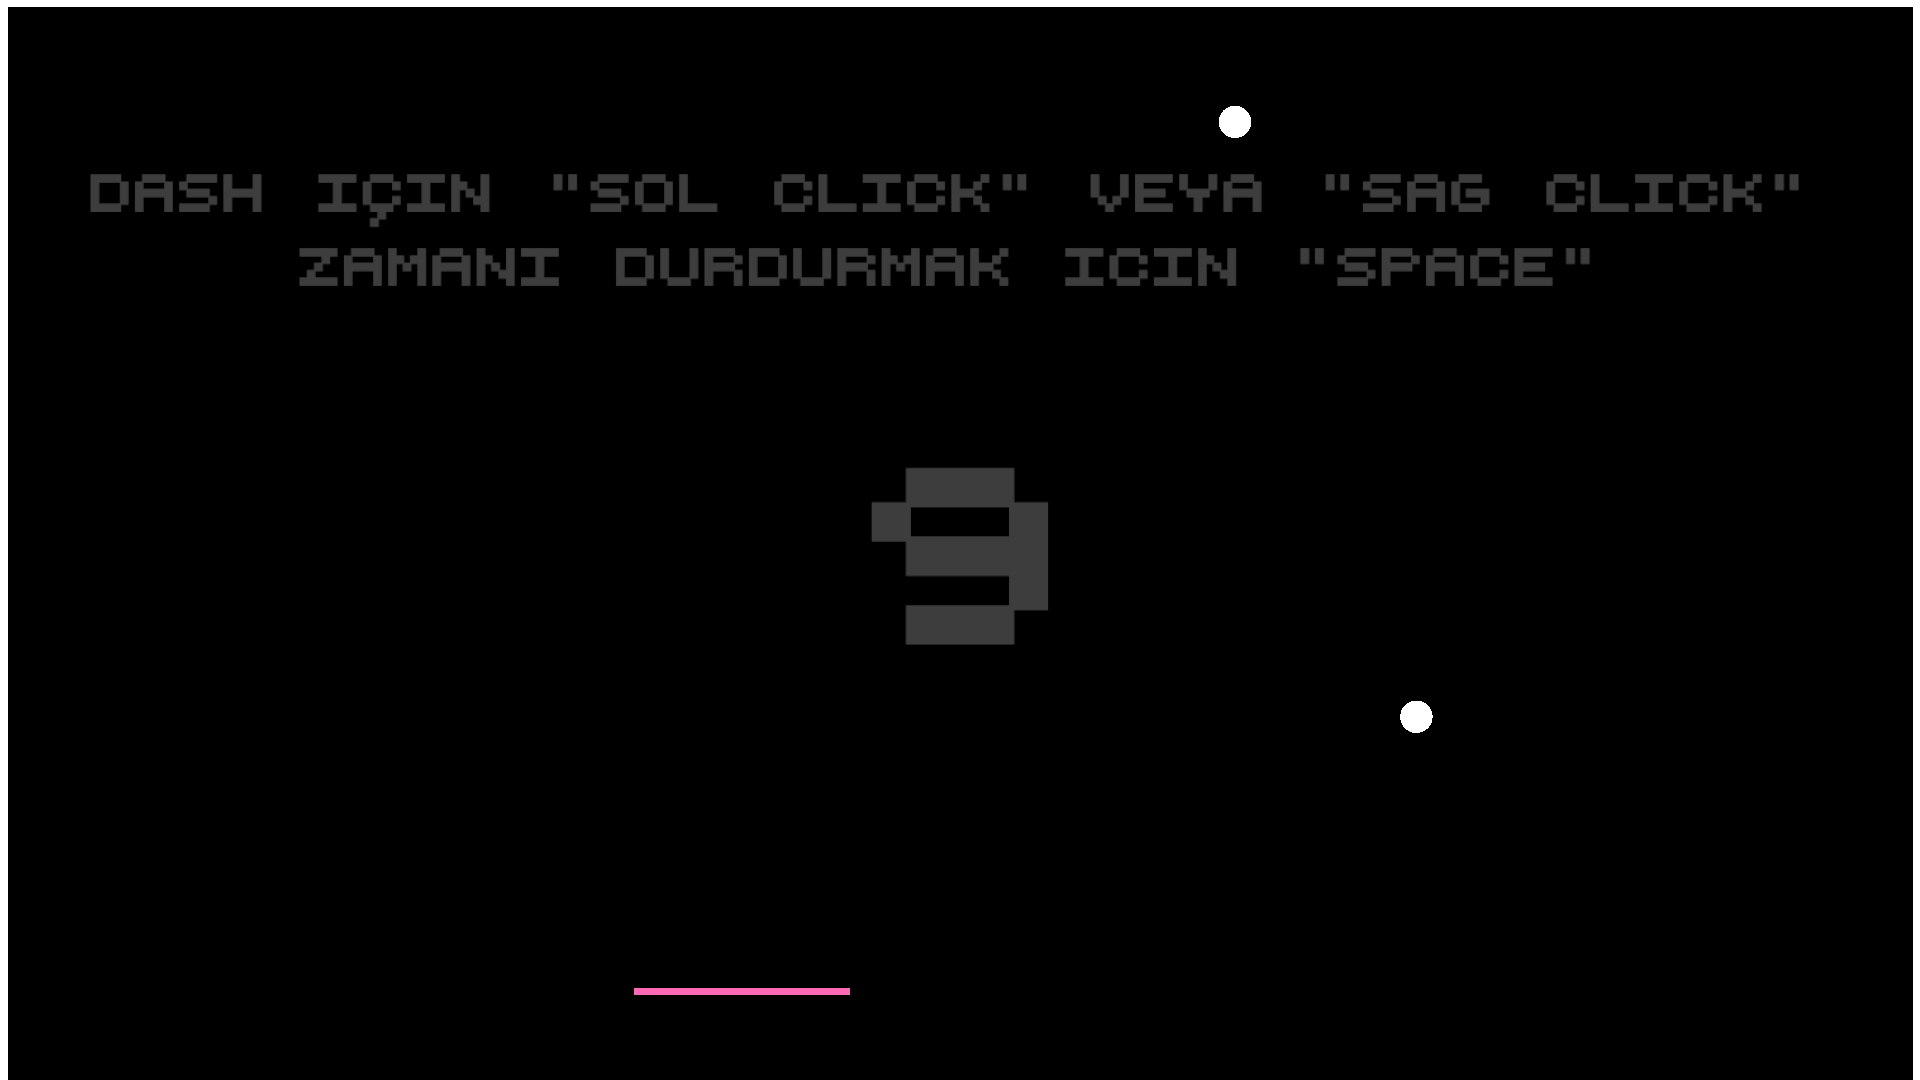 DASH IÇIN "SOL CLICK" VEYA "SAG CLICK"
ZAMANI DURDURMAK ICIN "SPACE"
9